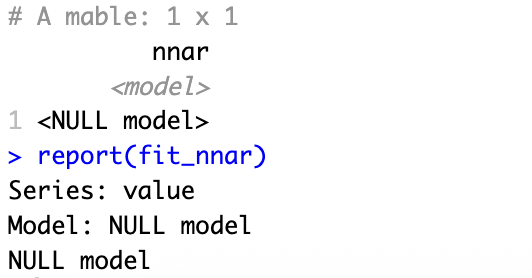 # A mable: 1 x 1
nnar
<model>
1 <NULL model>
> report(fit_nnar)
Series: value
Model: NULL model
NULL model